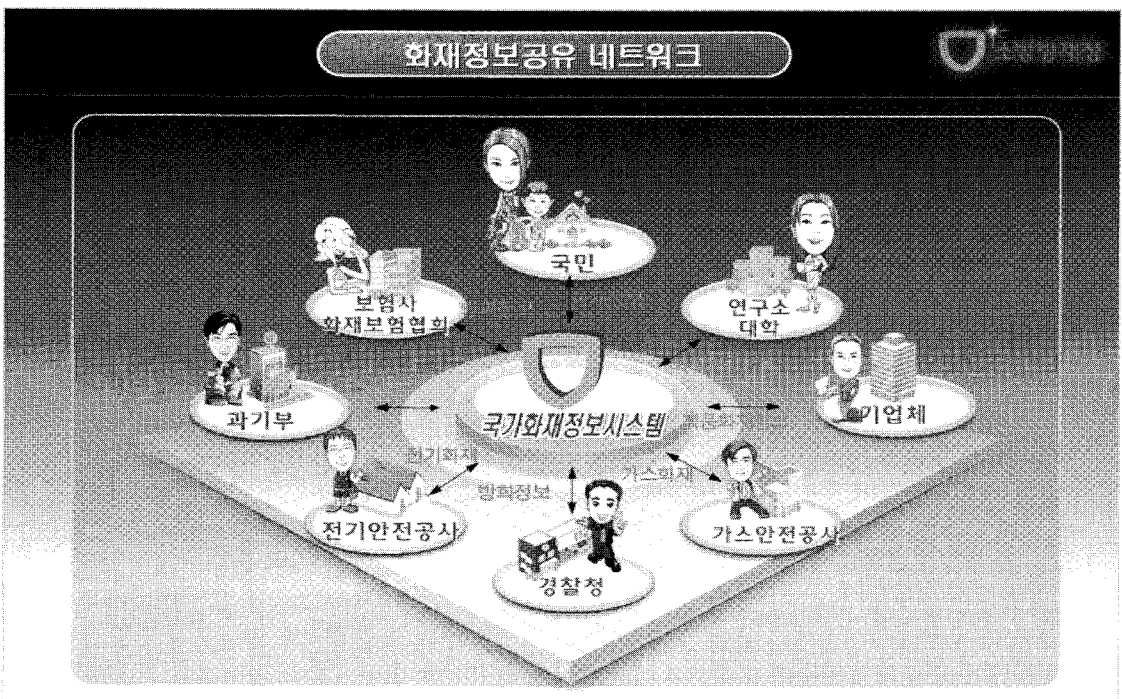 화재정보공유 네트워크
국민
보험사
화재보험협회
연구소
대학
과기부
국가화재정보시스템
기업체
전기화재
방화정보
가스화재
전기안전공사
가스안전공사
경찰청